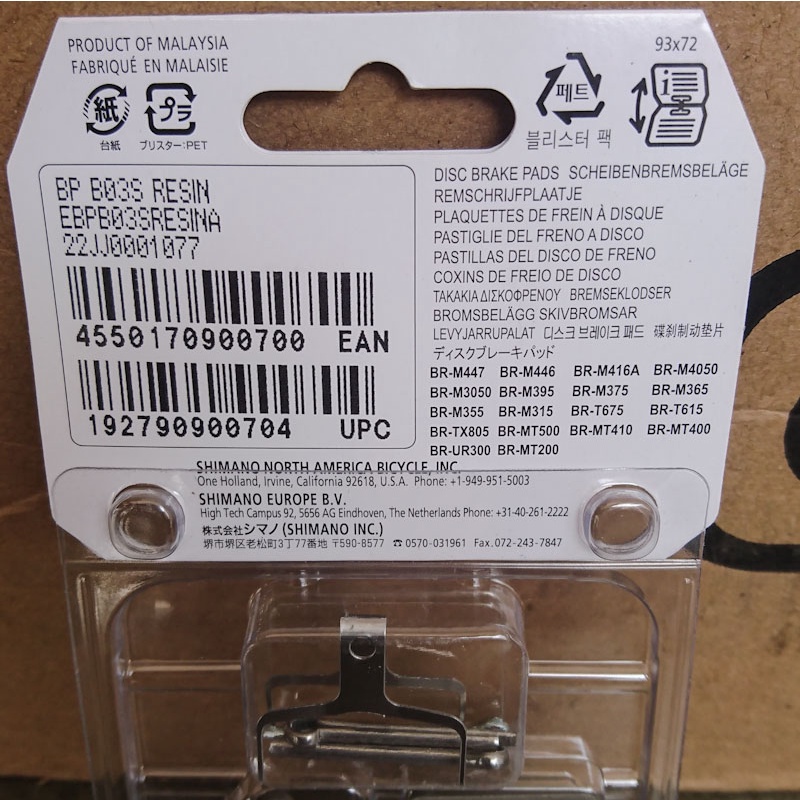 PRODUCT OF MALAYSIA
FABRIQUÉ EN MALAISIE
93x72
紙
台紙
プラ
ブリスター:PET
페트
블리스터 팩
i
BP B03S RESIN
EBPB03SRESINA
22JJ0001077
4550170900700 EAN
192790900704 UPC
DISC BRAKE PADS SCHEIBENBREMSBELÄGE
REMSCHRIJFPLAATJE
PLAQUETTES DE FREIN À DISQUE
PASTIGLIE DEL FRENO A DISCO
PASTILLAS DEL DISCO DE FRENO
COXINS DE FREIO DE DISCO
ΤΑΚΑΚΙΑ ΔΙΣΚΟΦΡΕΝΟΥ BREMSEKLODSER
BROMSBELÄGG SKIVBROMSAR
LEVYJARRUPALAT 디스크 브레이크 패드 碟刹制动垫片
ディスクブレーキパッド
BR-M447 BR-M446 BR-M416A BR-M4050
BR-M3050 BR-M395 BR-M375 BR-M365
BR-M355 BR-M315 BR-T675 BR-T615
BR-TX805 BR-MT500 BR-MT410 BR-MT400
BR-UR300 BR-MT200
SHIMANO NORTH AMERICA BICYCLE, INC.
One Holland, Irvine, California 92618, U.S.A. Phone: +1-949-951-5003
SHIMANO EUROPE B.V.
High Tech Campus 92, 5656 AG Eindhoven, The Netherlands Phone: +31-40-261-2222
株式会社シマノ (SHIMANO INC.)
堺市堺区老松町3丁77番地 〒590-8577 ☎0570-031961 Fax.072-243-7847